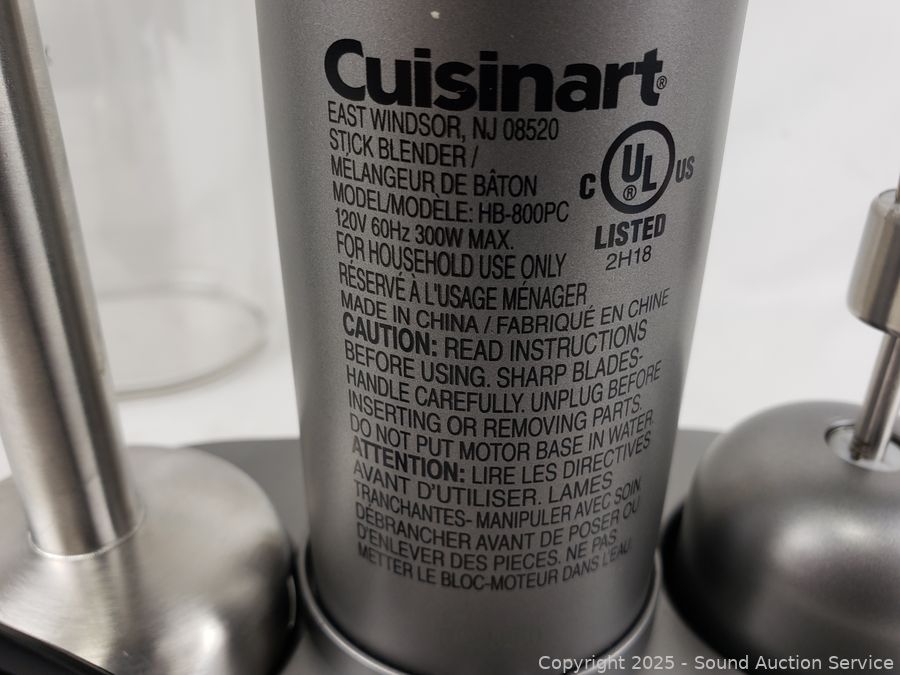 Cuisinart®
EAST WINDSOR, NJ 08520
STICK BLENDER /
MÉLANGEUR DE BÂTON
MODEL/MODELE: HB-800PC
120V 60Hz 300W MAX.
FOR HOUSEHOLD USE ONLY
RÉSERVÉ À L'USAGE MÉNAGER
MADE IN CHINA / FABRIQUÉ EN CHINE
CAUTION: READ INSTRUCTIONS
BEFORE USING. SHARP BLADES-
HANDLE CAREFULLY. UNPLUG BEFORE
INSERTING OR REMOVING PARTS.
DO NOT PUT MOTOR BASE IN WATER.
ATTENTION: LIRE LES DIRECTIVES
AVANT D'UTILISER. LAMES
TRANCHANTES- MANIPULER AVEC SOIN.
DÉBRANCHER AVANT DE POSER OU
D'ENLEVER DES PIECES. NE PAS
METTER LE BLOC-MOTEUR DANS L'EAU.
C UL® US
LISTED
2H18
Copyright 2025 - Sound Auction Service